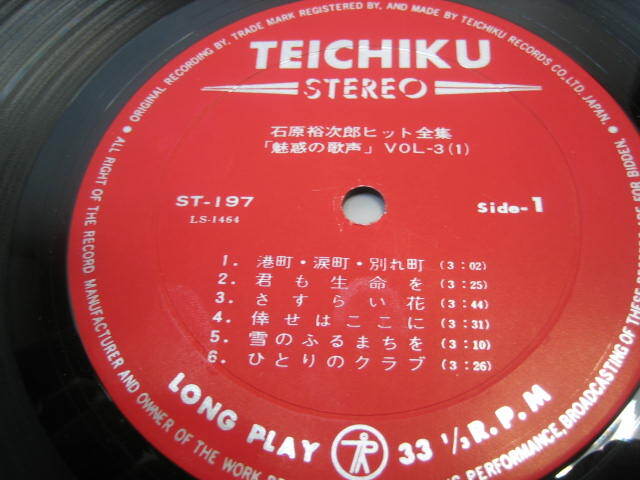 ORIGINAL RECORDING BY, TRADE MARK REGISTERED BY, AND MADE BY TEICHIKU RECORDS CO., LTD. JAPAN.
TEICHIKU
STEREO
石原裕次郎ヒット全集
「魅惑の歌声」 VOL-3(1)
ST-197
LS-1464
Side-1
1. 港町・涙町・別れ町 (3:02)
2. 君も生命を (3:25)
3. さすらい花 (3:44)
4. 倖せはここに (3:31)
5. 雪のふるまちを (3:10)
6. ひとりのクラブ (3:26)
LONG PLAY 33 1/3 R.P.M
ALL RIGHT OF THE RECORD MANUFACTURER AND OWNER OF THE WORK
PERFORMANCE, BROADCASTING OF THES
FOR BIDDEN.